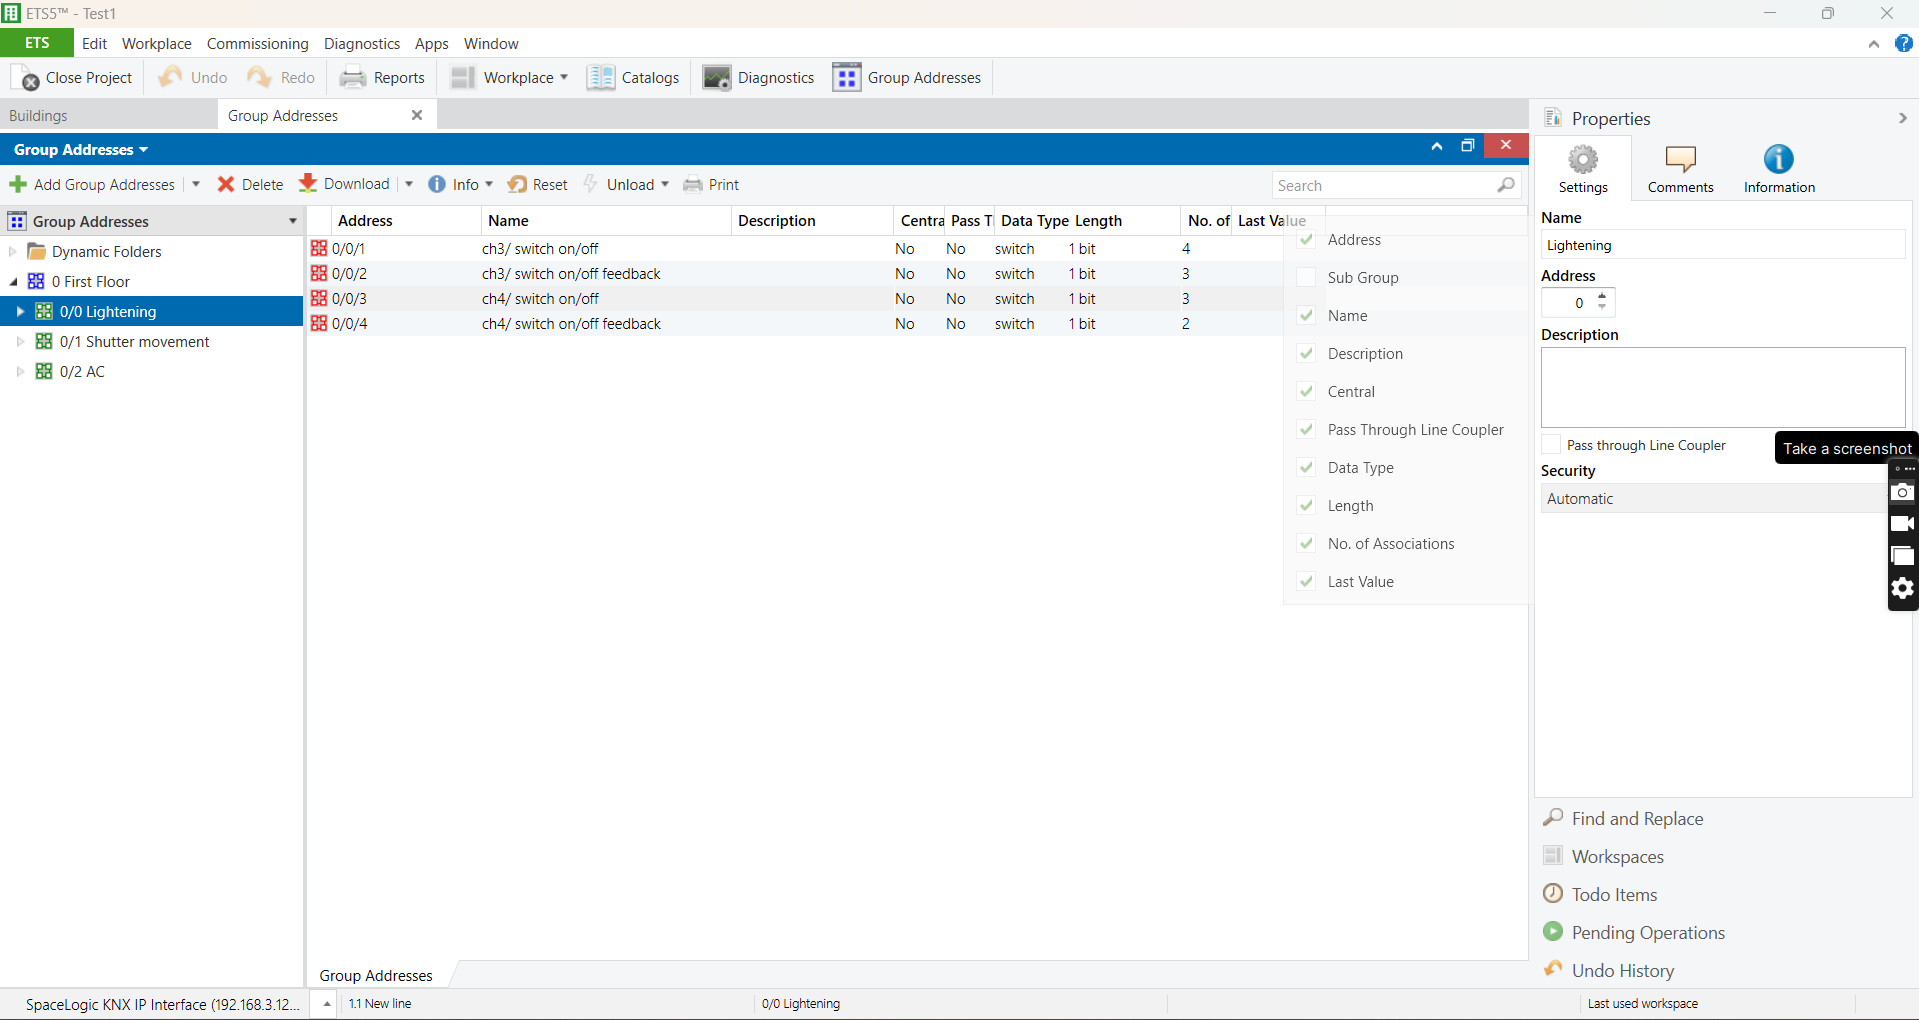 ETS5™ - Test1
ETS Edit Workplace Commissioning Diagnostics Apps Window
Close Project Undo Redo Reports Workplace Catalogs Diagnostics Group Addresses
Buildings Group Addresses
Group Addresses
Add Group Addresses Delete Download Info Reset Unload Print Search
Group Addresses
Dynamic Folders
0 First Floor
0/0 Lightening
0/1 Shutter movement
0/2 AC
Address Name Description Centra Pass T Data Type Length No. of Last Value
0/0/1 ch3/ switch on/off No No switch 1 bit 4
0/0/2 ch3/ switch on/off feedback No No switch 1 bit 3
0/0/3 ch4/ switch on/off No No switch 1 bit 3
0/0/4 ch4/ switch on/off feedback No No switch 1 bit 2
Address
Sub Group
Name
Description
Central
Pass Through Line Coupler
Data Type
Length
No. of Associations
Last Value
Properties
Settings Comments Information
Name
Lightening
Address
0
Description
Pass through Line Coupler
Take a screenshot
Security
Automatic
Find and Replace
Workspaces
Todo Items
Pending Operations
Undo History
Group Addresses
SpaceLogic KNX IP Interface (192.168.3.12... 1.1 New line 0/0 Lightening Last used workspace